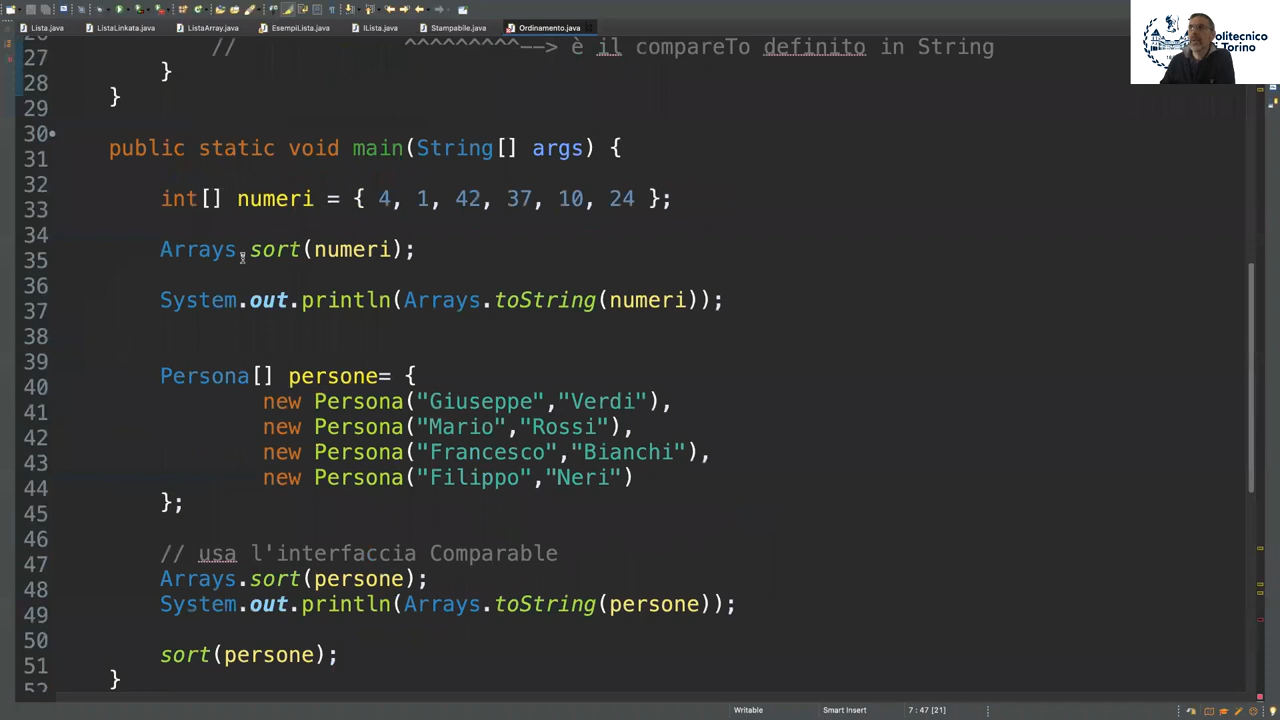 Lista.java ListaLinkata.java ListaArray.java EsempiLista.java IListaJava Stampabile.java Ordinamento.java
27 // ^^^^^^^^^--> è il compareTo definito in String
28 }
29 }
30
31 public static void main(String[] args) {
32
33 int[] numeri = { 4, 1, 42, 37, 10, 24 };
34
35 Arrays.sort(numeri);
36
37 System.out.println(Arrays.toString(numeri));
38
39
40 Persona[] persone= {
41 new Persona("Giuseppe","Verdi"),
42 new Persona("Mario","Rossi"),
43 new Persona("Francesco","Bianchi"),
44 new Persona("Filippo","Neri")
45 };
46
47 // usa l'interfaccia Comparable
48 Arrays.sort(persone);
49 System.out.println(Arrays.toString(persone));
50
51 sort(persone);
52 }
Politecnico
di Torino
Writable Smart Insert 7 : 47 [21]